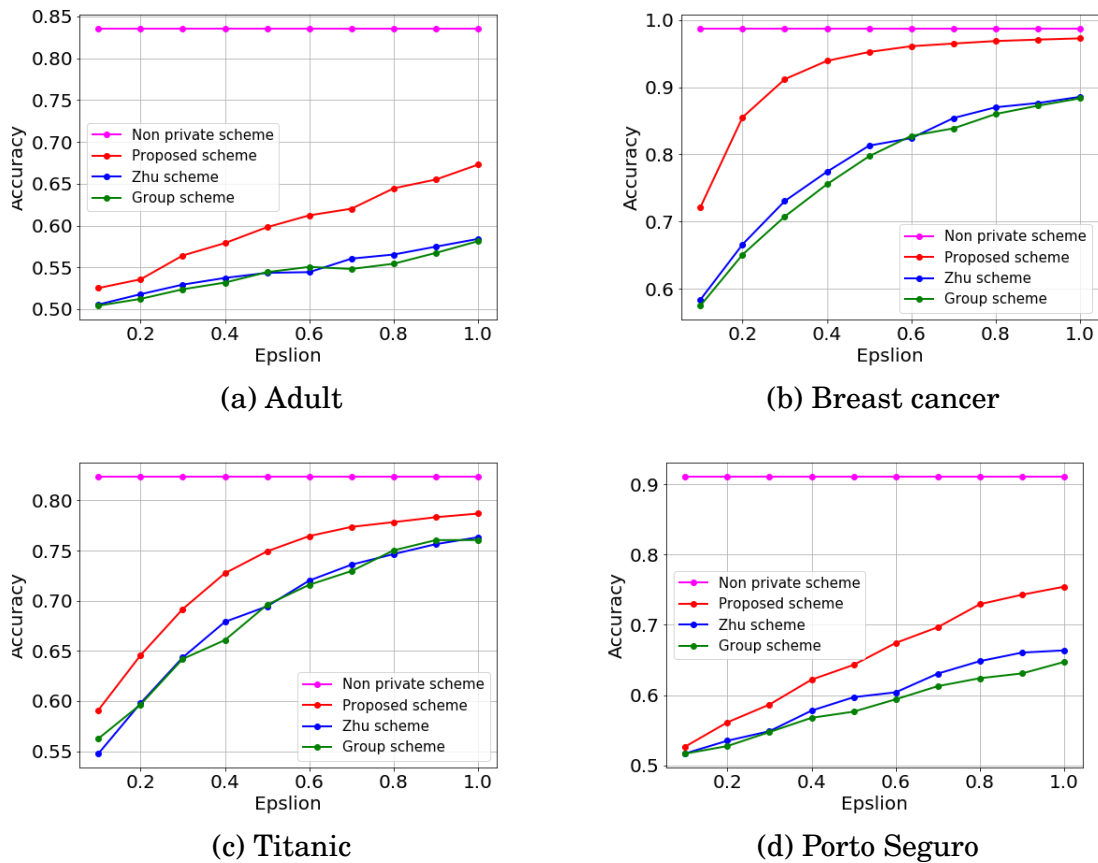 0.85
0.80
0.75
0.70
0.65
0.60
0.55
0.50
Accuracy
Non private scheme
Proposed scheme
Zhu scheme
Group scheme
0.2 0.4 0.6 0.8 1.0
Epslion
(a) Adult
1.0
0.9
0.8
0.7
0.6
Accuracy
Non private scheme
Proposed scheme
Zhu scheme
Group scheme
0.2 0.4 0.6 0.8 1.0
Epslion
(b) Breast cancer
0.80
0.75
0.70
0.65
0.60
0.55
Accuracy
Non private scheme
Proposed scheme
Zhu scheme
Group scheme
0.2 0.4 0.6 0.8 1.0
Epslion
(c) Titanic
0.9
0.8
0.7
0.6
0.5
Accuracy
Non private scheme
Proposed scheme
Zhu scheme
Group scheme
0.2 0.4 0.6 0.8 1.0
Epslion
(d) Porto Seguro